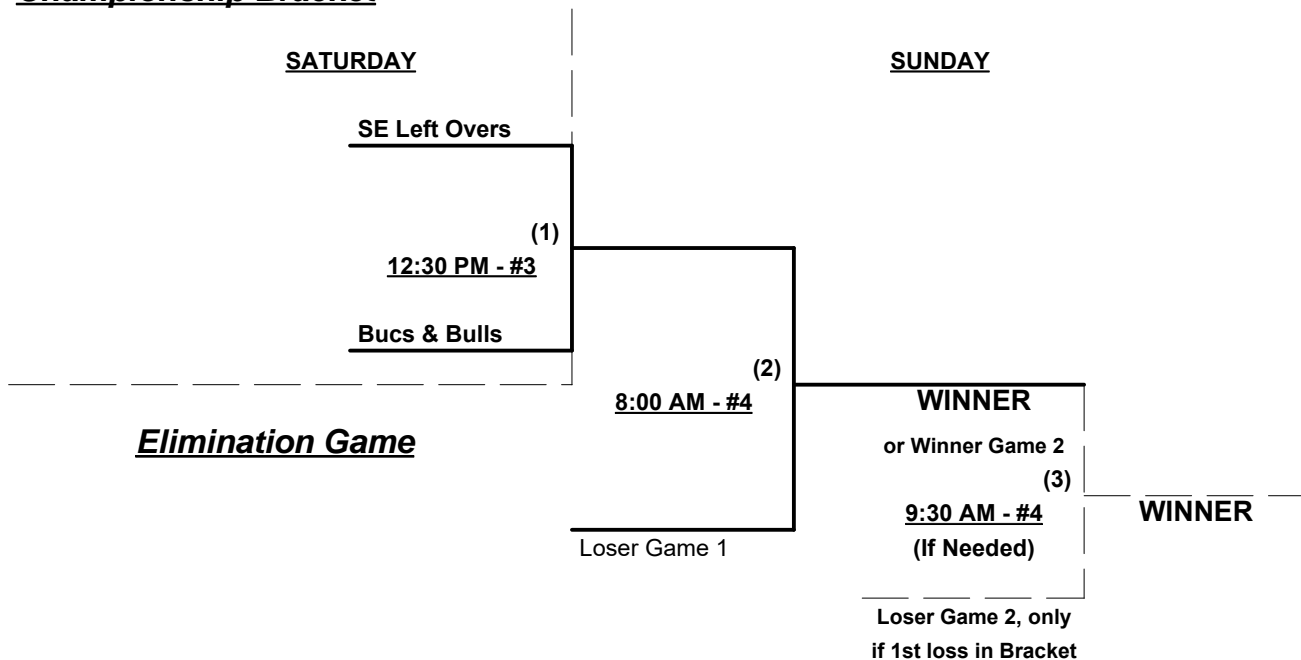 Championship Bracket
SATURDAY
SUNDAY
SE Left Overs
(1)
12:30 PM - #3
Bucs & Bulls
(2)
8:00 AM - #4
WINNER
Elimination Game
or Winner Game 2
(3)
9:30 AM - #4
WINNER
Loser Game 1
(If Needed)
Loser Game 2, only
if 1st loss in Bracket